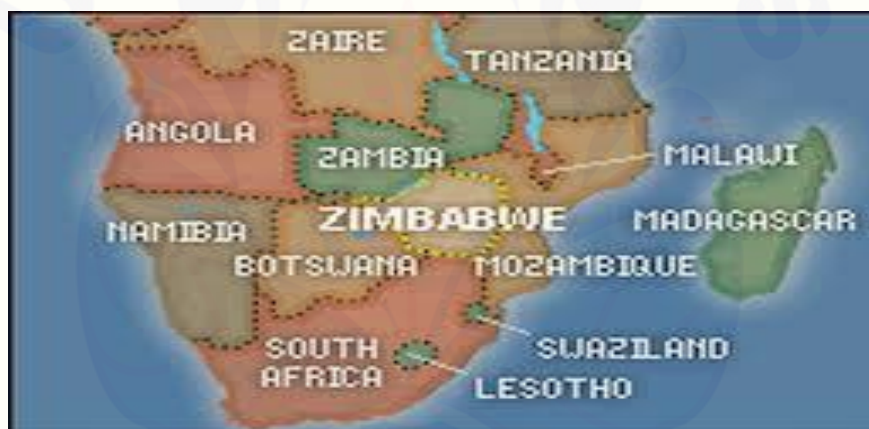 ZAIRE
TANZANIA
ANGOLA
ZAMBIA
MALAWI
ZIMBABWE
MADAGASCAR
NAMIBIA
BOTSWANA
MOZAMBIQUE
SOUTH
AFRICA
SWAZILAND
LESOTHO